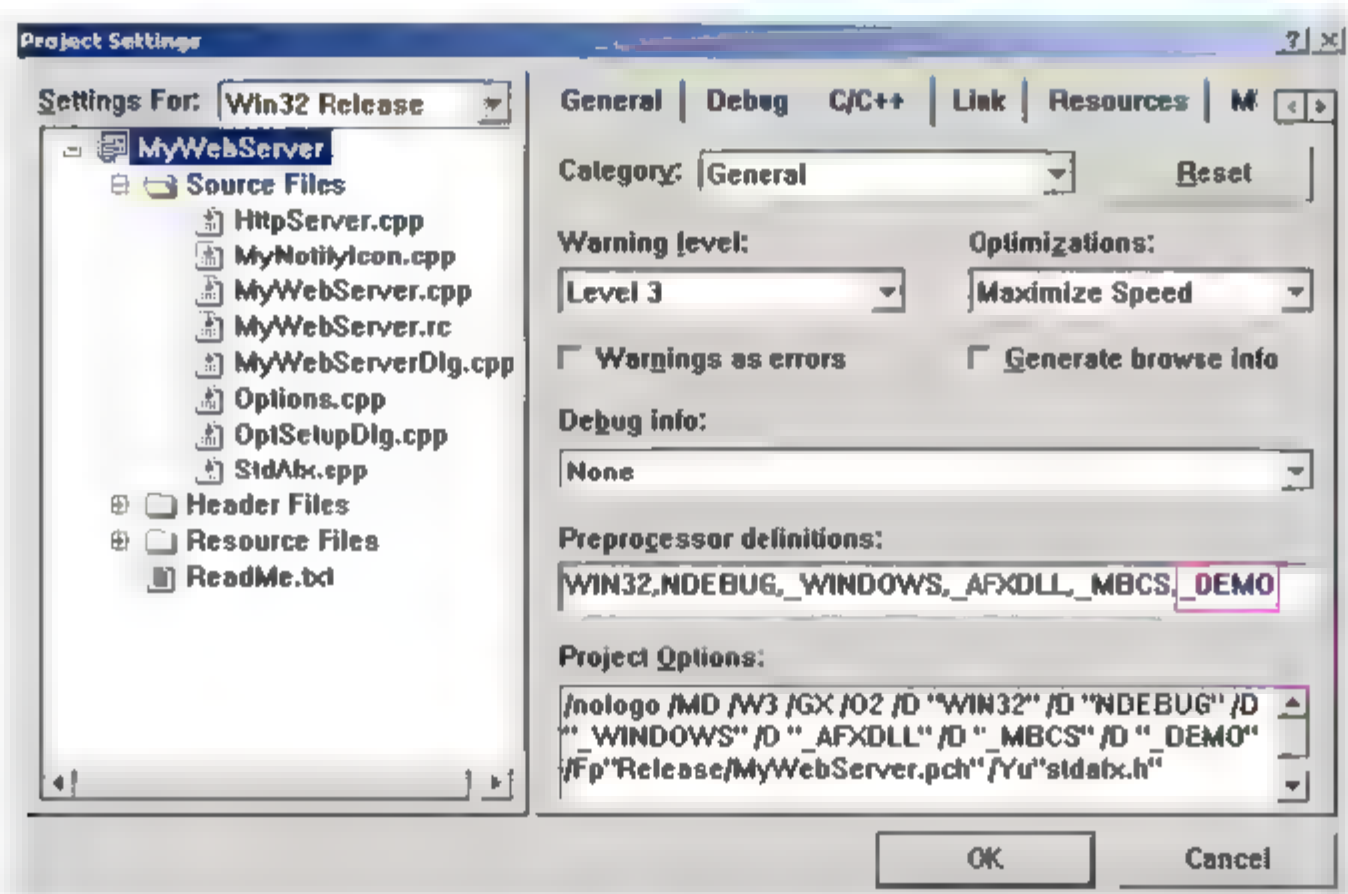 Project Settings
Settings For: Win32 Release
MyWebServer
Source Files
HttpServer.cpp
MyNotifyIcon.cpp
MyWebServer.cpp
MyWebServer.rc
MyWebServerDlg.cpp
Options.cpp
OptSetupDlg.cpp
StdAfx.cpp
Header Files
Resource Files
ReadMe.txt
General Debug C/C++ Link Resources
Category: General Reset
Warning level: Optimizations:
Level 3 Maximize Speed
Warnings as errors Generate browse info
Debug info:
None
Preprocessor definitions:
WIN32,NDEBUG,_WINDOWS,_AFXDLL,_MBCS,_DEMO
Project Options:
/nologo /MD /W3 /GX /O2 /D "WIN32" /D "NDEBUG" /D
"_WINDOWS" /D "_AFXDLL" /D "_MBCS" /D "_DEMO"
/Fp"Release/MyWebServer.pch" /Yu"stdafx.h"
OK Cancel